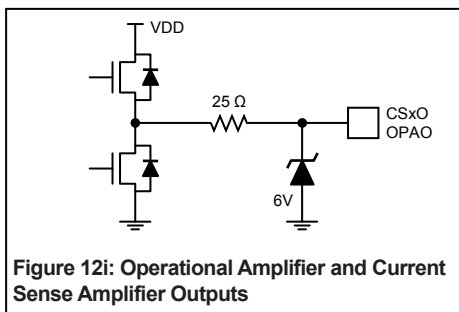 VDD
25 Ω
CSxO
OPAO
6V
Figure 12i: Operational Amplifier and Current
Sense Amplifier Outputs